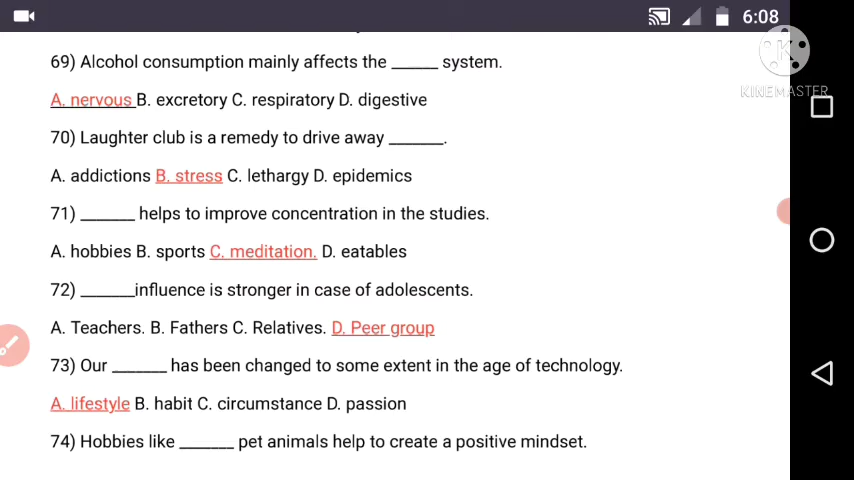 6:08
KINEMASTER
69) Alcohol consumption mainly affects the ______ system.
A. nervous B. excretory C. respiratory D. digestive
70) Laughter club is a remedy to drive away _______.
A. addictions B. stress C. lethargy D. epidemics
71) _______ helps to improve concentration in the studies.
A. hobbies B. sports C. meditation. D. eatables
72) _______influence is stronger in case of adolescents.
A. Teachers. B. Fathers C. Relatives. D. Peer group
73) Our _______ has been changed to some extent in the age of technology.
A. lifestyle B. habit C. circumstance D. passion
74) Hobbies like _______ pet animals help to create a positive mindset.